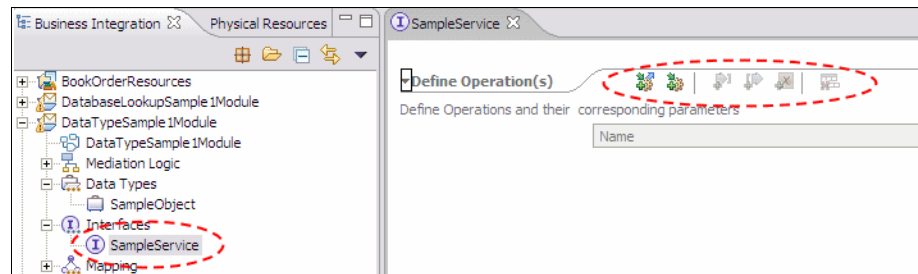 Business Integration
Physical Resources
BookOrderResources
DatabaseLookupSample1Module
DataTypeSample1Module
DataTypeSample1Module
Mediation Logic
Data Types
SampleObject
Interfaces
SampleService
Mapping
SampleService
Define Operation(s)
Define Operations and their corresponding parameters
Name